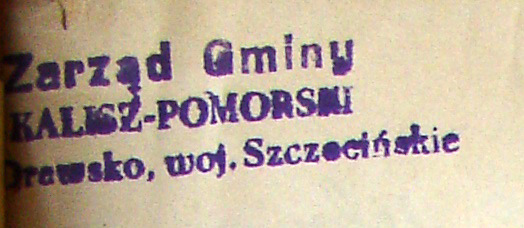 Zarząd Gminy
KALISZ-POMORSKI
Drawsko, woj. Szczecińskie